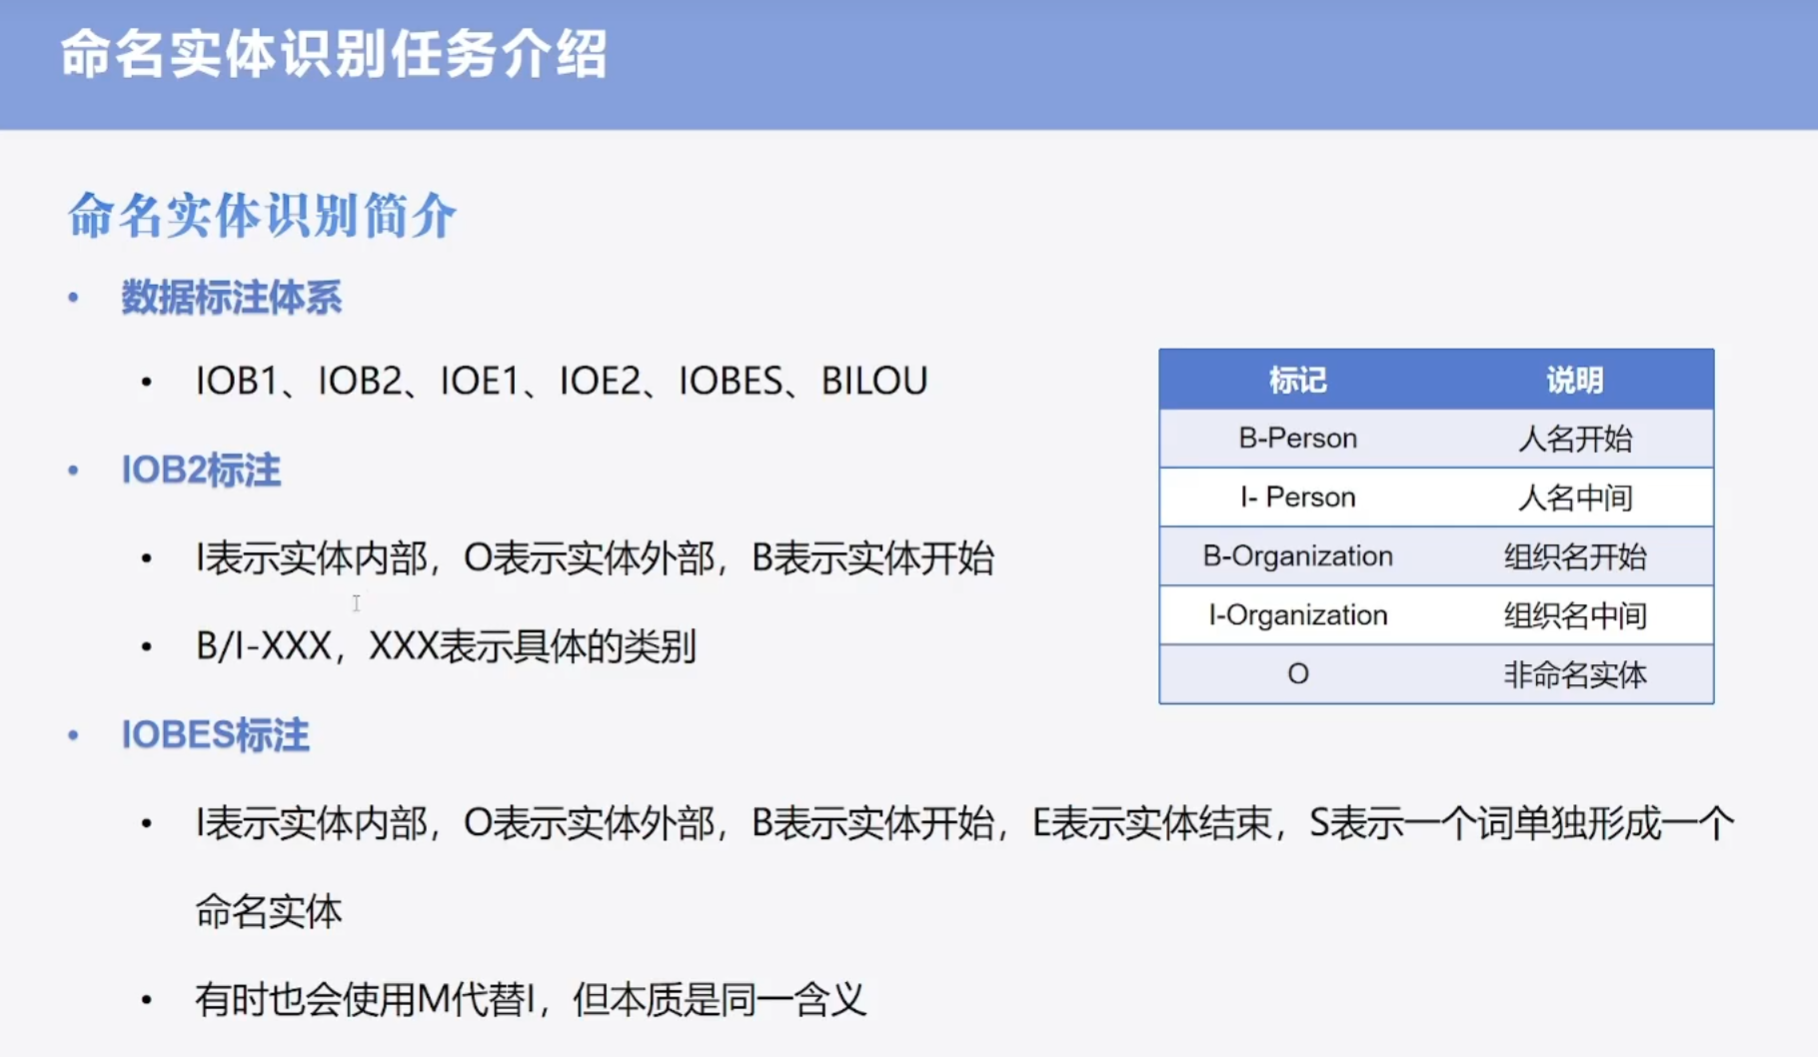 命名实体识别任务介绍
命名实体识别简介
• 数据标注体系
• IOB1、IOB2、IOE1、IOE2、IOBES、BILOU
• IOB2标注
• I表示实体内部，O表示实体外部，B表示实体开始
• B/I-XXX，XXX表示具体的类别
• IOBES标注
• I表示实体内部，O表示实体外部，B表示实体开始，E表示实体结束，S表示一个词单独形成一个
命名实体
• 有时也会使用M代替I，但本质是同一含义
标记 说明
B-Person 人名开始
I- Person 人名中间
B-Organization 组织名开始
I-Organization 组织名中间
O 非命名实体